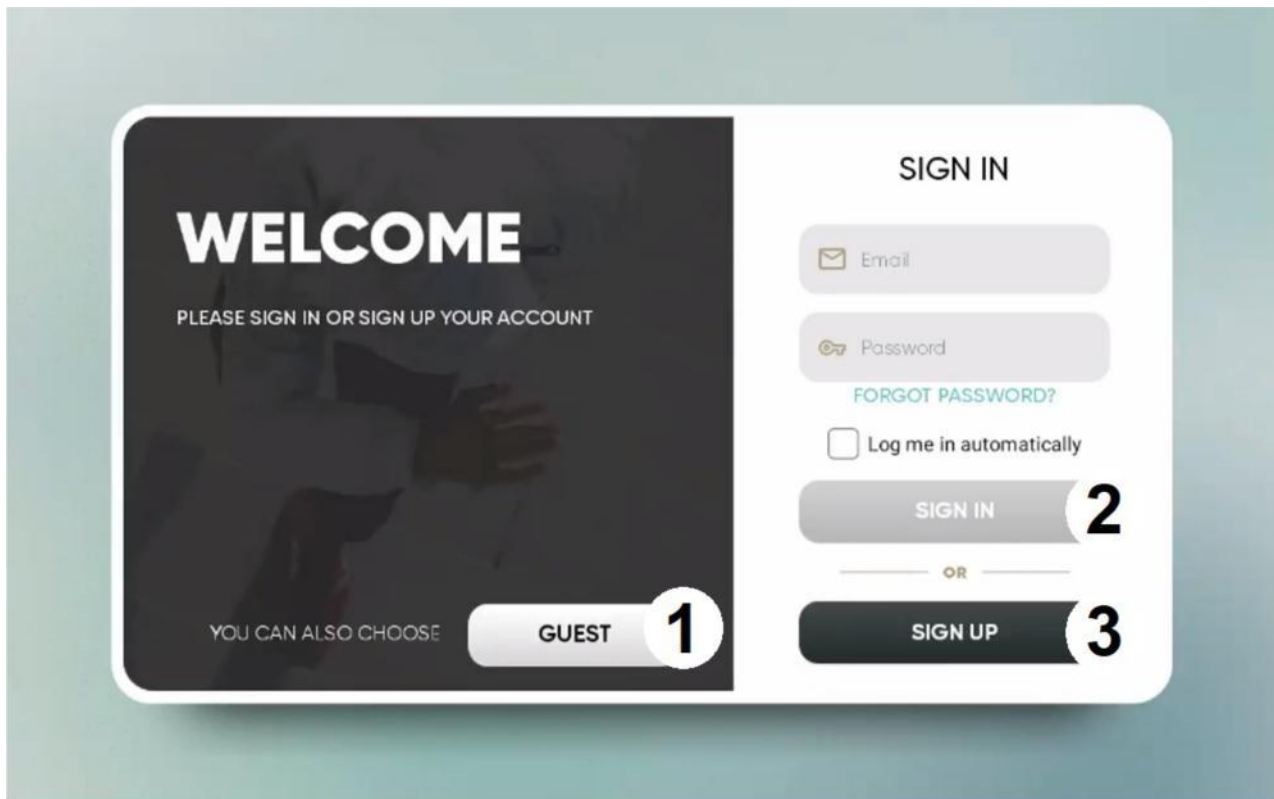 WELCOME
PLEASE SIGN IN OR SIGN UP YOUR ACCOUNT
YOU CAN ALSO CHOOSE
GUEST
1
SIGN IN
Email
Password
FORGOT PASSWORD?
Log me in automatically
SIGN IN
2
OR
SIGN UP
3